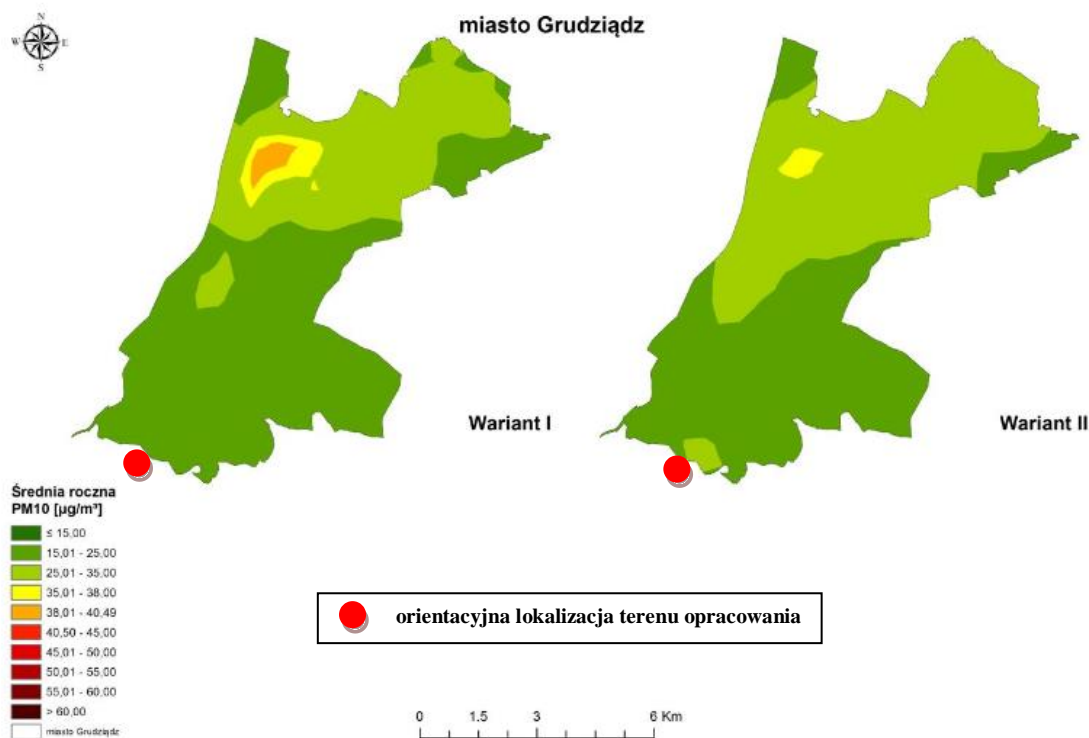 miasto Grudziądz
N
W
E
S
Wariant I
Wariant II
Średnia roczna
PM10 [µg/m³]
≤ 15,00
15,01 - 25,00
25,01 - 35,00
35,01 - 38,00
38,01 - 40,49
40,50 - 45,00
45,01 - 50,00
50,01 - 55,00
55,01 - 60,00
> 60,00
miasto Grudziądz
orientacyjna lokalizacja terenu opracowania
0 1.5 3 6 Km